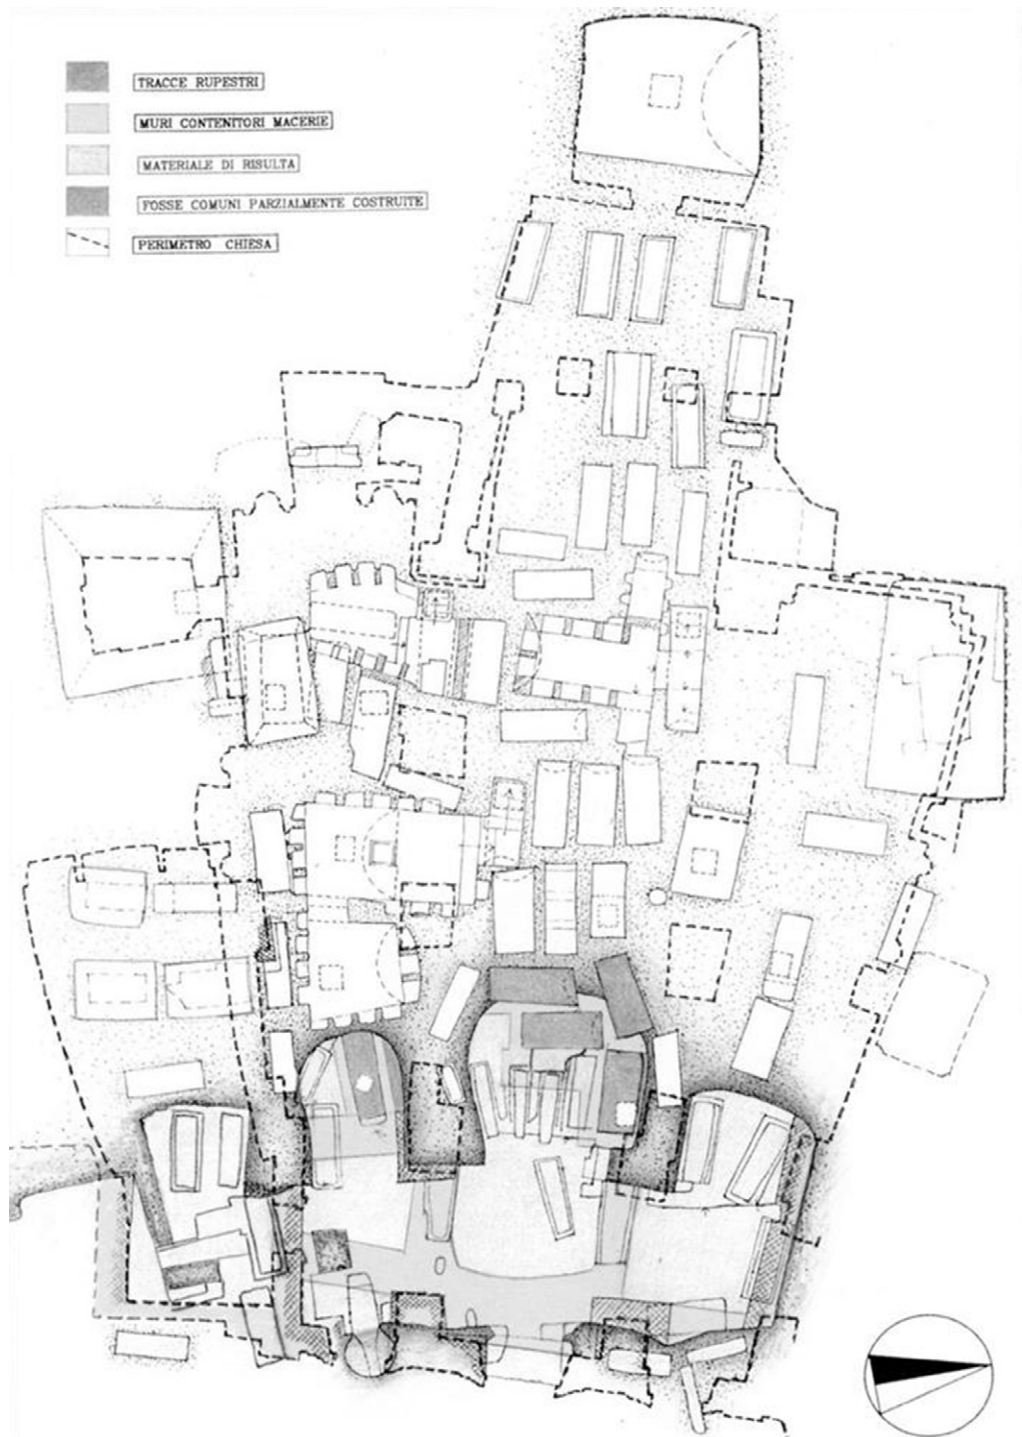 TRACCE RUPESTRI
MURI CONTENITORI MACERIE
MATERIALE DI RISULTA
FOSSE COMUNI PARZIALMENTE COSTRUITE
PERIMETRO CHIESA